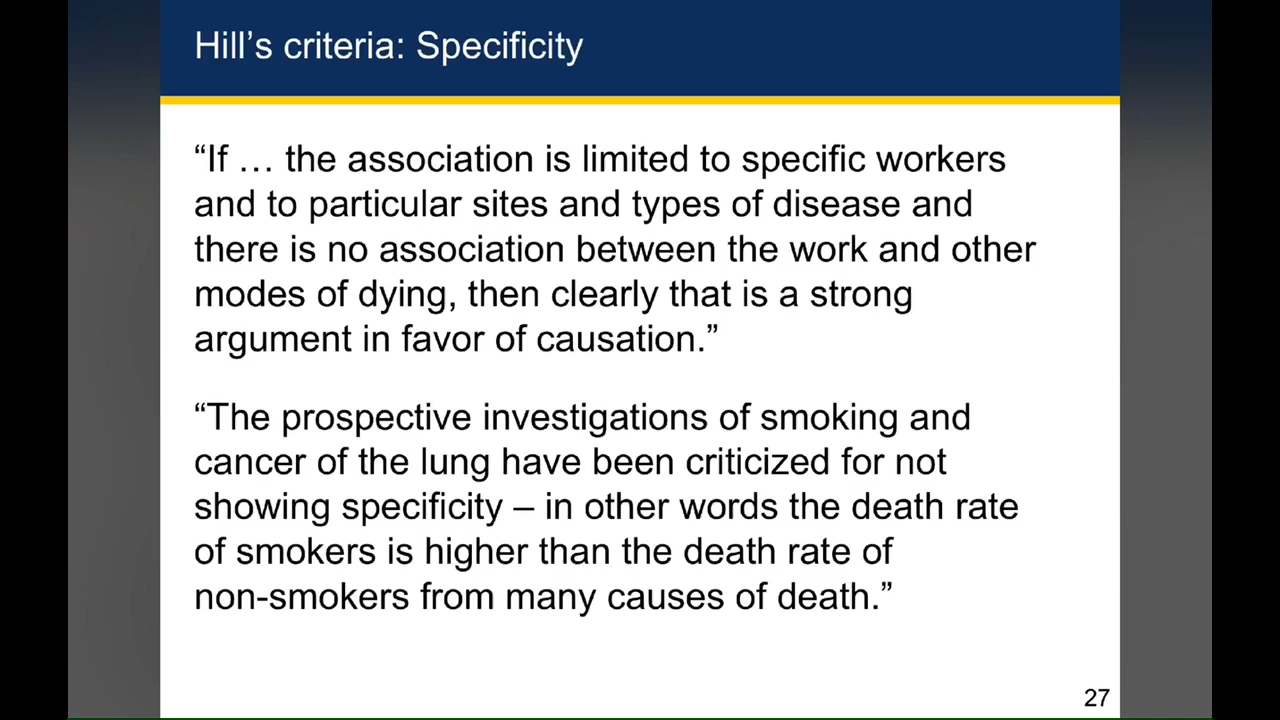 Hill’s criteria: Specificity
“If … the association is limited to specific workers
and to particular sites and types of disease and
there is no association between the work and other
modes of dying, then clearly that is a strong
argument in favor of causation.”
“The prospective investigations of smoking and
cancer of the lung have been criticized for not
showing specificity – in other words the death rate
of smokers is higher than the death rate of
non-smokers from many causes of death.”
27